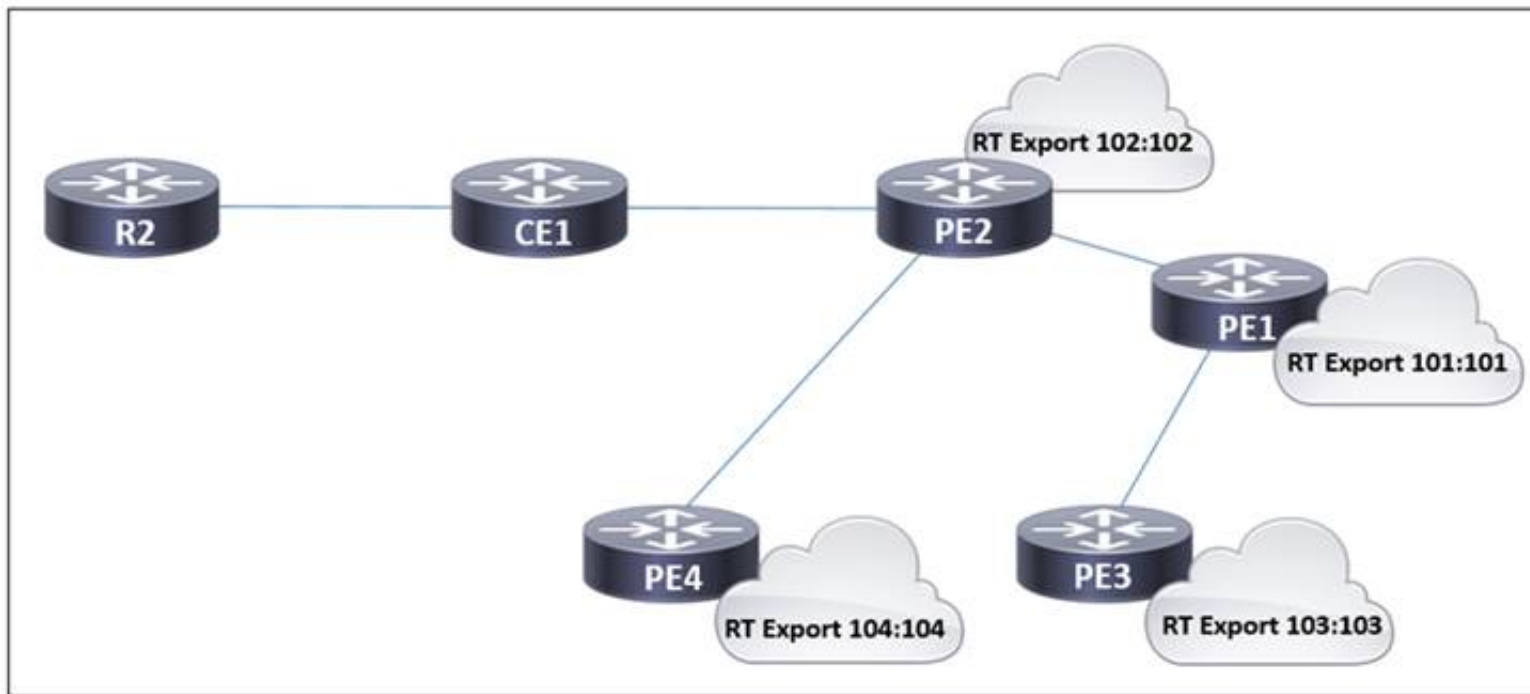 RT Export 102:102
R2
CE1
PE2
PE1
RT Export 101:101
PE4
RT Export 104:104
PE3
RT Export 103:103